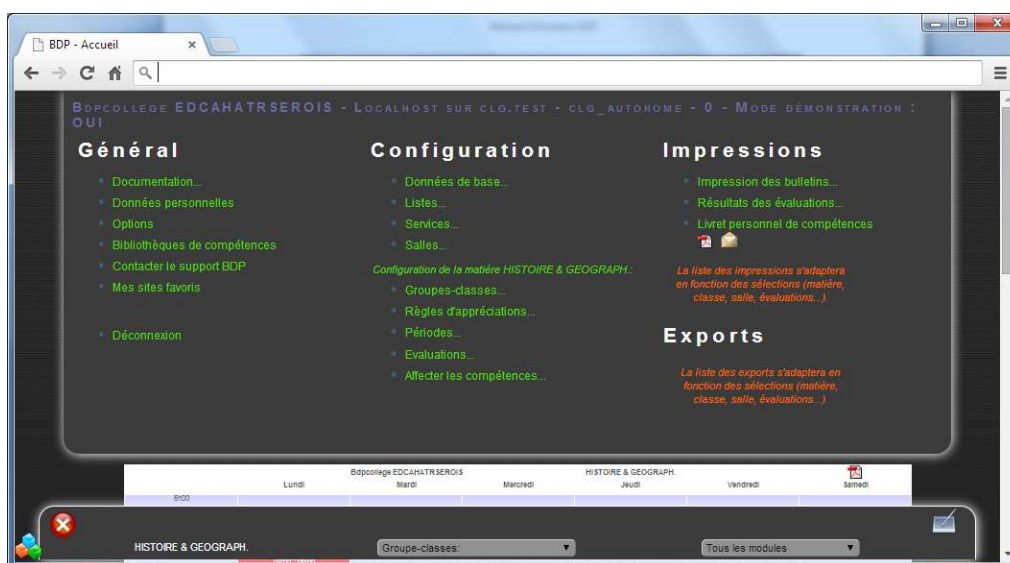 BDP - Accueil
BDPCOLLEGE EDCAHATRSEROIS - LOCALHOST SUR CLG.TEST - CLG_AUTONOME - 0 - MODE DÉMONSTRATION :
OUI
Général
Documentation...
Données personnelles
Options
Bibliothèques de compétences
Contacter le support BDP
Mes sites favoris
Déconnexion
Configuration
Données de base...
Listes...
Services...
Salles...
Configuration de la matière HISTOIRE & GEOGRAPH.:
Groupes-classes...
Règles d'appréciations...
Périodes...
Evaluations...
Affecter les compétences...
Impressions
Impression des bulletins...
Résultats des évaluations...
Livret personnel de compétences
La liste des impressions s'adaptera
en fonction des sélections (matière,
classe, salle, évaluations...).
Exports
La liste des exports s'adaptera en
fonction des sélections (matière,
classe, salle, évaluations...).
Bdpcollege EDCAHATRSEROIS HISTOIRE & GEOGRAPH.
Lundi Mardi Mercredi Jeudi Vendredi Samedi
HISTOIRE & GEOGRAPH. Groupe-classes: Tous les modules